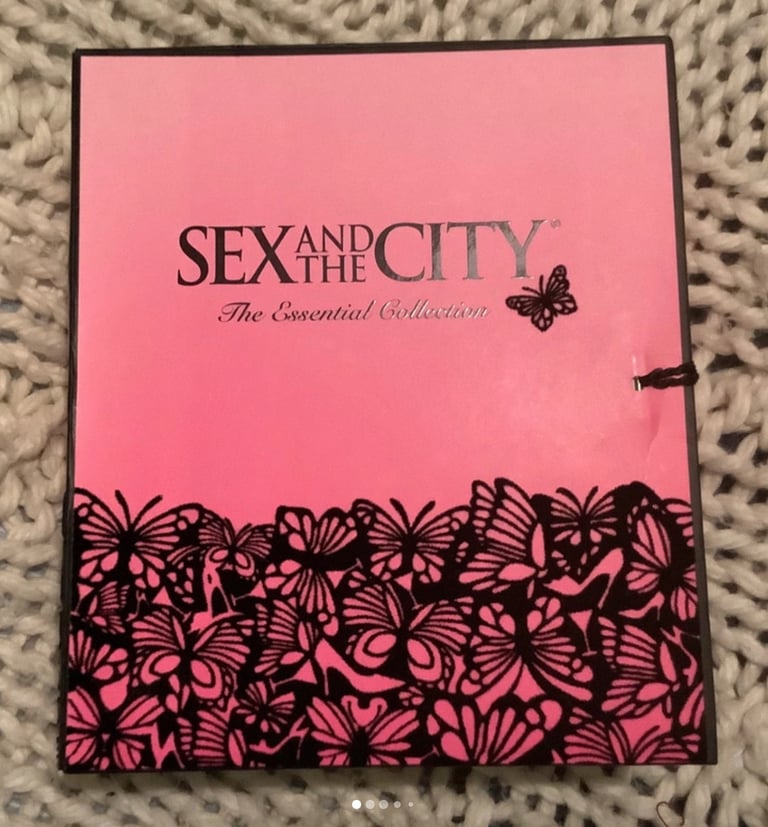 SEX AND THE CITY®
The Essential Collection